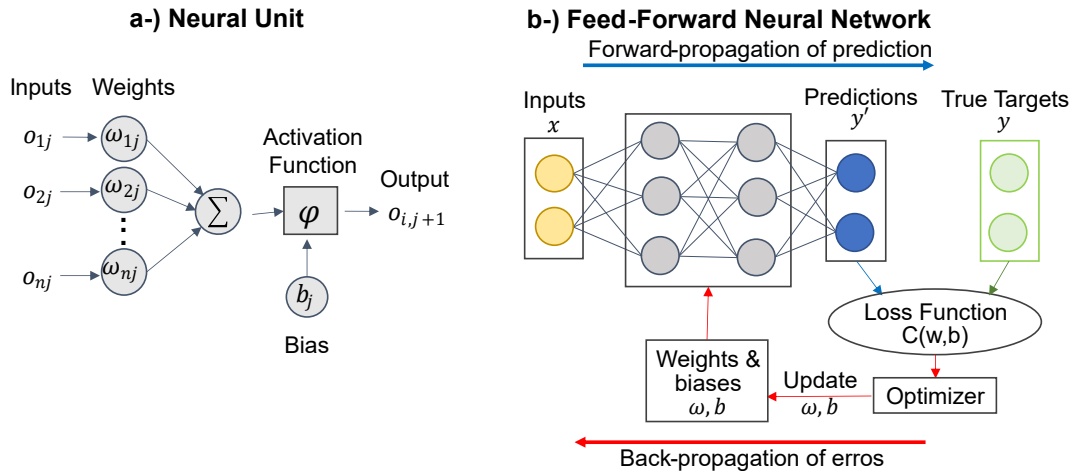 a-) Neural Unit
Inputs Weights
o₁ⱼ
ω₁ⱼ
o₂ⱼ
ω₂ⱼ
⋮
oₙⱼ
ωₙⱼ
∑
Activation
Function
φ
Output
oᵢ,ⱼ₊₁
bⱼ
Bias
b-) Feed-Forward Neural Network
Forward-propagation of prediction
Inputs
x
Predictions
y′
True Targets
y
Loss Function
C(w,b)
Optimizer
Update
ω, b
Weights &
biases
ω, b
Back-propagation of erros